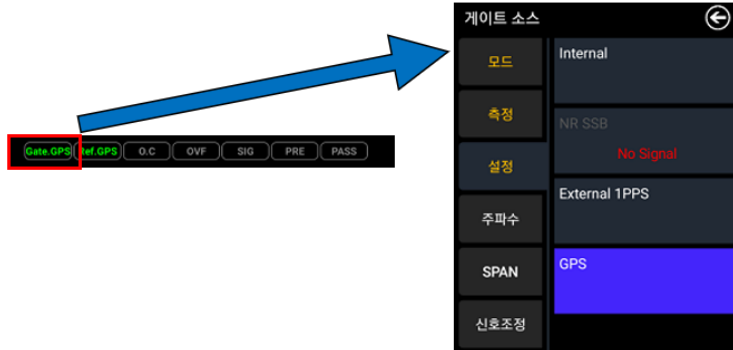 Gate.GPS Ref.GPS O.C OVF SIG PRE PASS
게이트 소스
모드
측정
설정
주파수
SPAN
신호조정
Internal
NR SSB
No Signal
External 1PPS
GPS